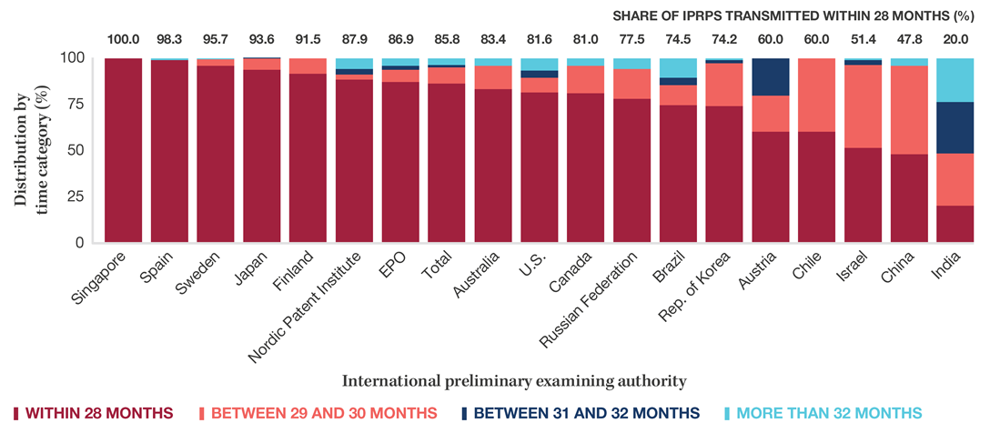 SHARE OF IPRPS TRANSMITTED WITHIN 28 MONTHS (%)
100.0 98.3 95.7 93.6 91.5 87.9 86.9 85.8 83.4 81.6 81.0 77.5 74.5 74.2 60.0 60.0 51.4 47.8 20.0
Distribution by
time category (%)
100
75
50
25
0
Singapore
Spain
Sweden
Japan
Finland
Nordic Patent Institute
EPO
Total
Australia
U.S.
Canada
Russian Federation
Brazil
Rep. of Korea
Austria
Chile
Israel
China
India
International preliminary examining authority
WITHIN 28 MONTHS BETWEEN 29 AND 30 MONTHS BETWEEN 31 AND 32 MONTHS MORE THAN 32 MONTHS